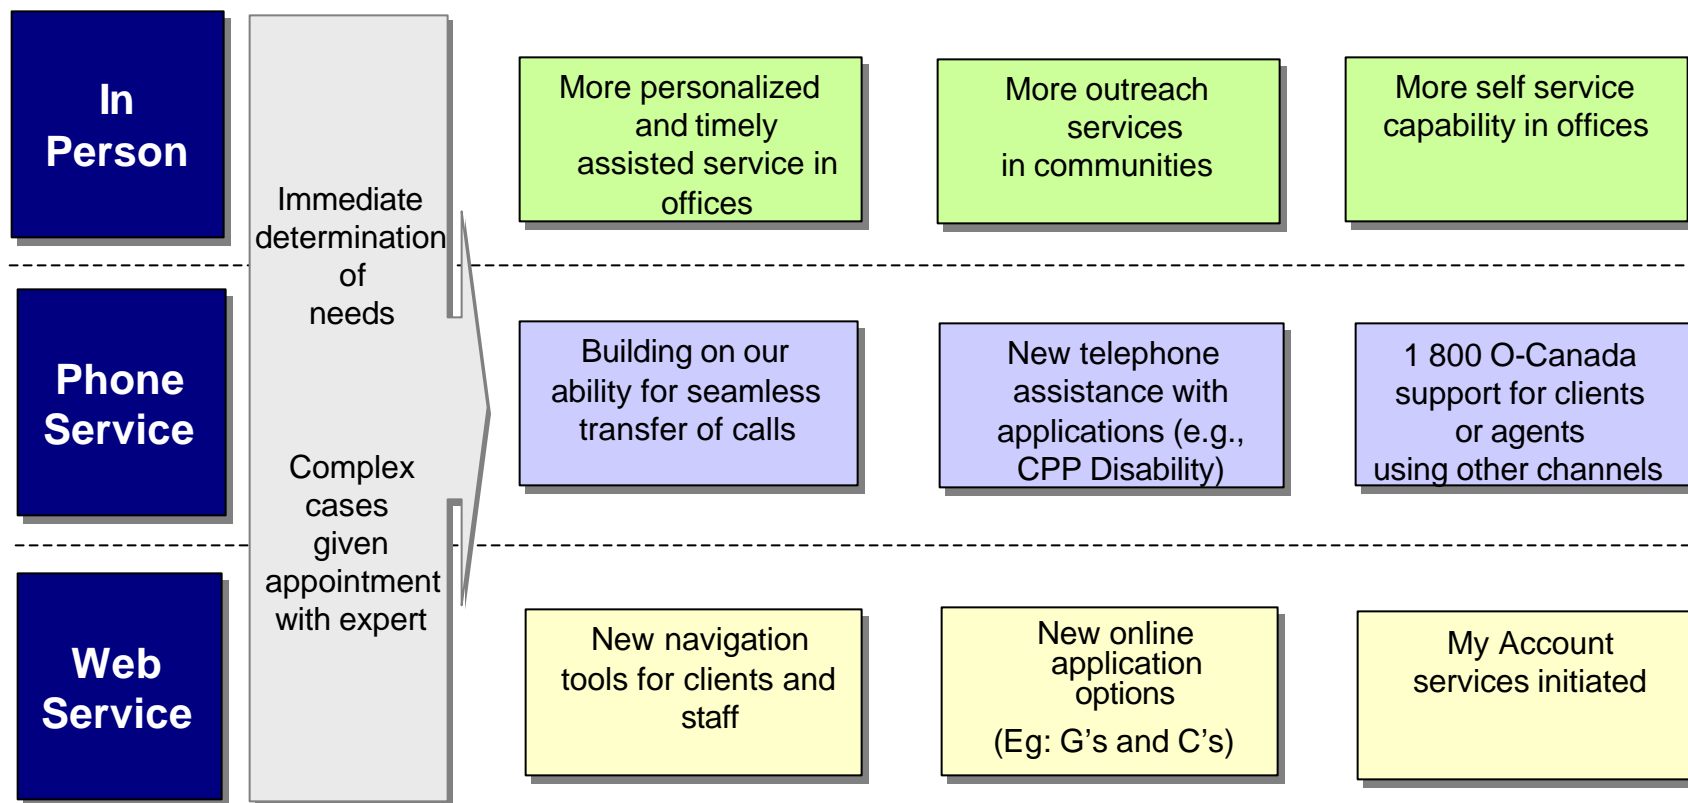 In
Person
Immediate
determination
of
needs
Complex
cases
given
appointment
with expert
More personalized
and timely
assisted service in
offices
More outreach
services
in communities
More self service
capability in offices
Phone
Service
Building on our
ability for seamless
transfer of calls
New telephone
assistance with
applications (e.g.,
CPP Disability)
1 800 O-Canada
support for clients
or agents
using other channels
Web
Service
New navigation
tools for clients and
staff
New online
application
options
(Eg: G’s and C’s)
My Account
services initiated